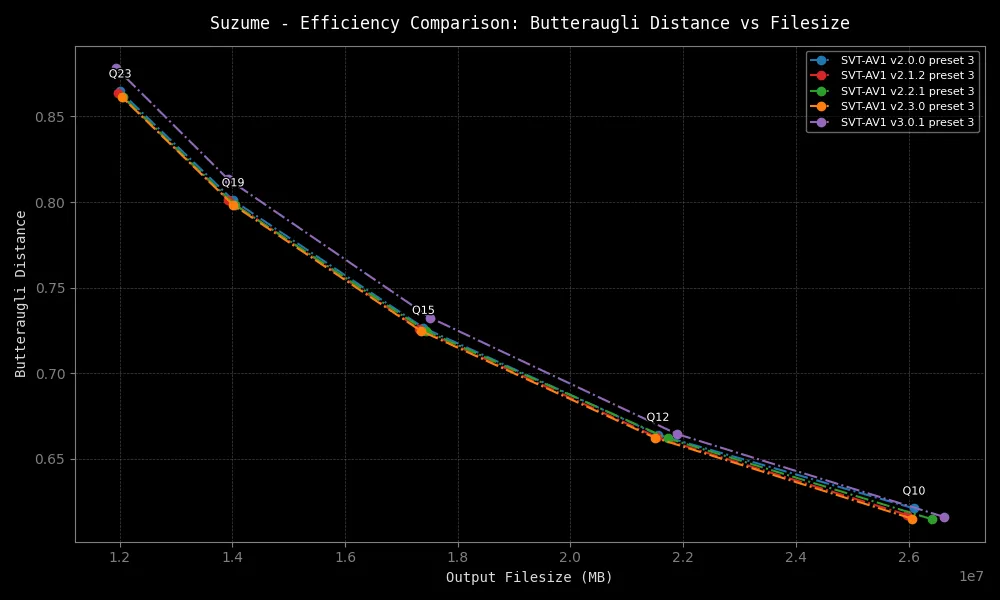 Suzume - Efficiency Comparison: Butteraugli Distance vs Filesize
SVT-AV1 v2.0.0 preset 3
SVT-AV1 v2.1.2 preset 3
SVT-AV1 v2.2.1 preset 3
SVT-AV1 v2.3.0 preset 3
SVT-AV1 v3.0.1 preset 3
Q23
Q19
Q15
Q12
Q10
Butteraugli Distance
0.85
0.80
0.75
0.70
0.65
1.2
1.4
1.6
1.8
2.0
2.2
2.4
2.6
1e7
Output Filesize (MB)